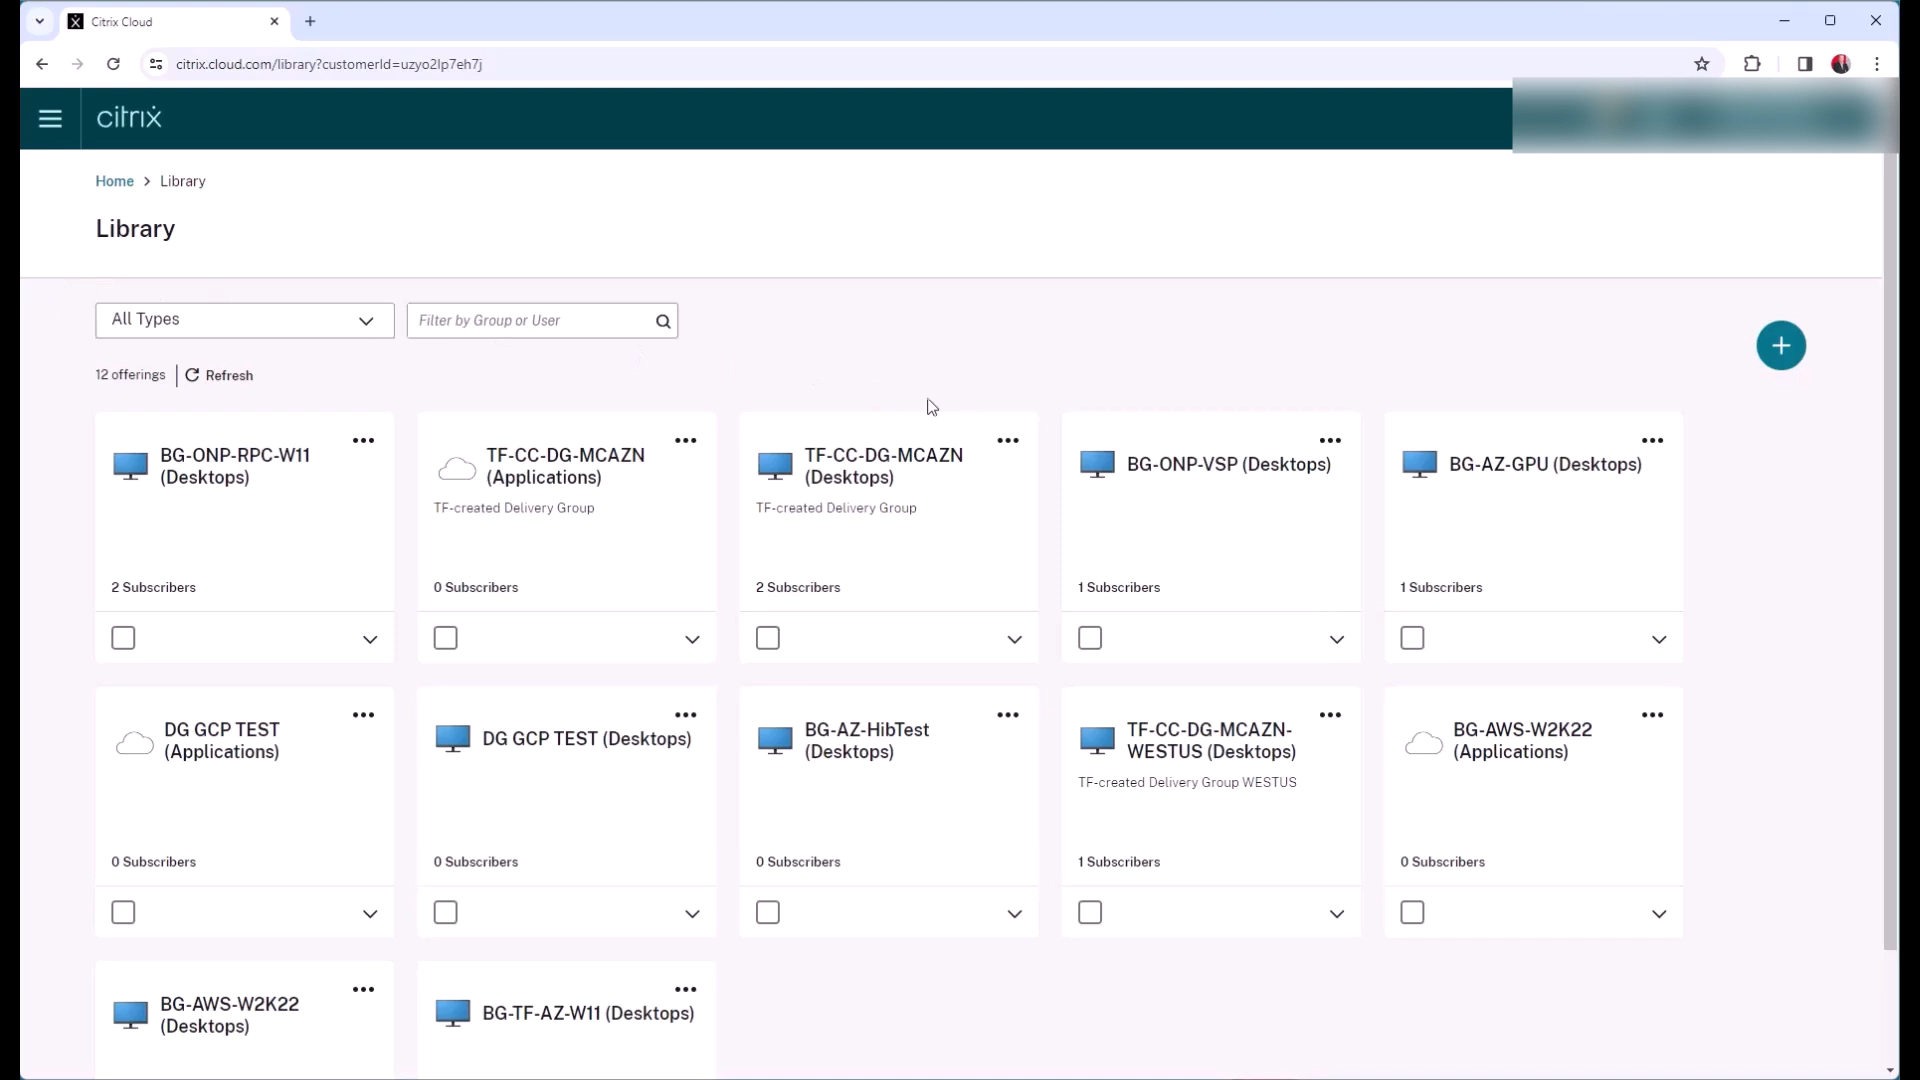 Citrix Cloud
citrix.cloud.com/library?customerId=uzyo2lp7eh7j
citrix
Home > Library
Library
All Types
Filter by Group or User
12 offerings
Refresh
BG-ONP-RPC-W11
(Desktops)
2 Subscribers
TF-CC-DG-MCAZN
(Applications)
TF-created Delivery Group
0 Subscribers
TF-CC-DG-MCAZN
(Desktops)
TF-created Delivery Group
2 Subscribers
BG-ONP-VSP (Desktops)
1 Subscribers
BG-AZ-GPU (Desktops)
1 Subscribers
DG GCP TEST
(Applications)
0 Subscribers
DG GCP TEST (Desktops)
0 Subscribers
BG-AZ-HibTest
(Desktops)
0 Subscribers
TF-CC-DG-MCAZN-
WESTUS (Desktops)
TF-created Delivery Group WESTUS
1 Subscribers
BG-AWS-W2K22
(Applications)
0 Subscribers
BG-AWS-W2K22
(Desktops)
BG-TF-AZ-W11 (Desktops)